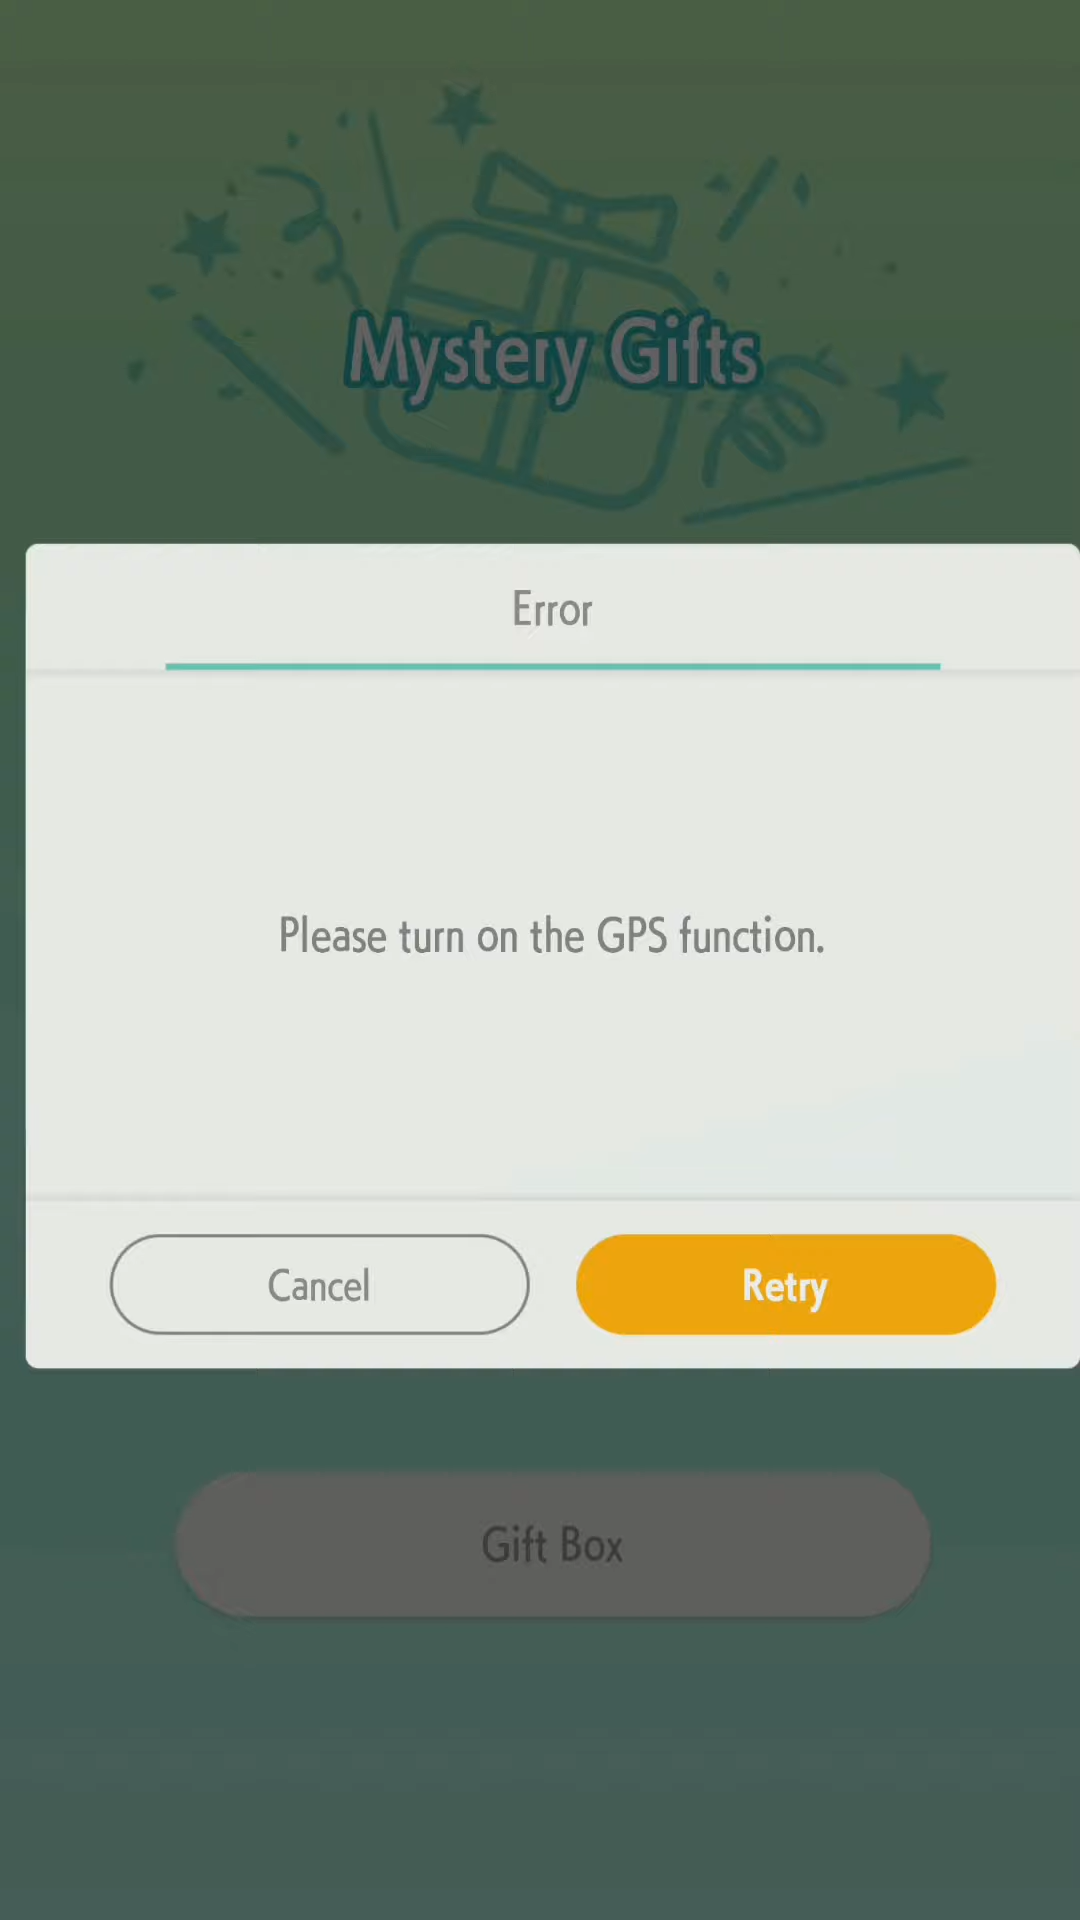 Mystery Gifts
Error
Please turn on the GPS function.
Cancel
Retry
Gift Box